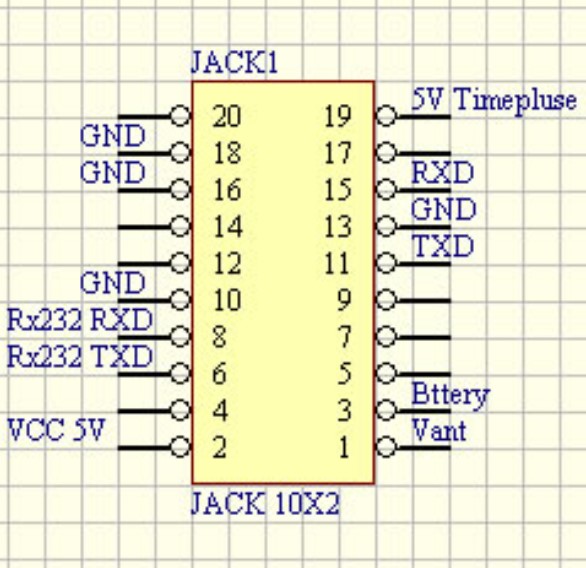 JACK1
20 19 5V Timepluse
GND 18 17
GND 16 15 RXD
14 13 GND
12 11 TXD
GND 10 9
Rx232 RXD 8 7
Rx232 TXD 6 5
4 3 Bttery
VCC 5V 2 1 Vant
JACK 10X2